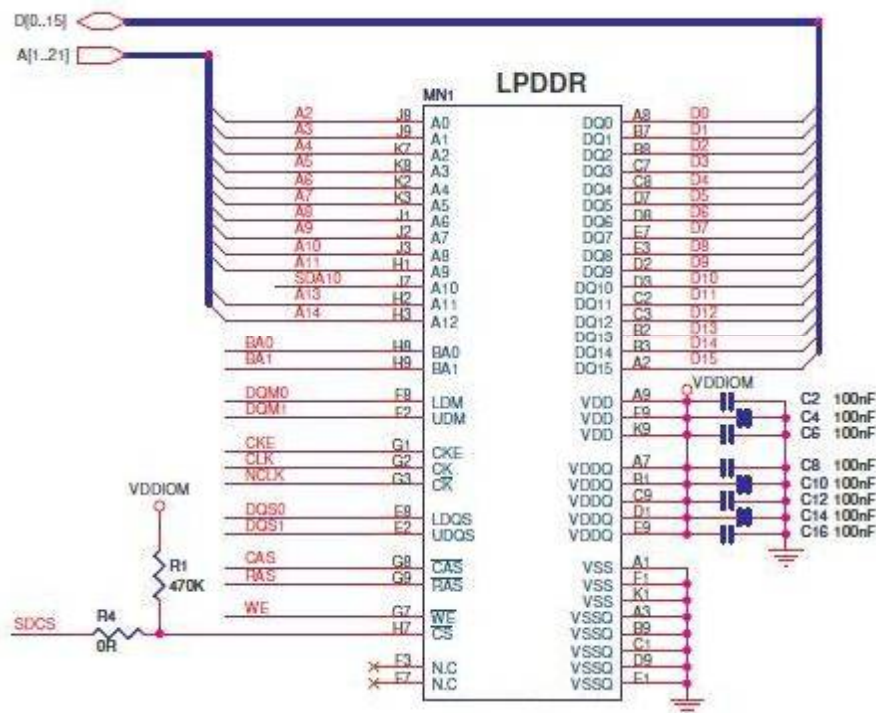 D[0..15]
A[1..21]
LPDDR
MN1
A2 J8 A0 DQ0 A8 D0
A3 J9 A1 DQ1 B7 D1
A4 K7 A2 DQ2 B8 D2
A5 K8 A3 DQ3 C7 D3
A6 K2 A4 DQ4 C8 D4
A7 K3 A5 DQ5 D7 D5
A8 J1 A6 DQ6 D8 D6
A9 J2 A7 DQ7 E7 D7
A10 J3 A8 DQ8 E3 D8
A11 H1 A9 DQ9 D2 D9
SDA10 J7 A10 DQ10 D3 D10
A13 H2 A11 DQ11 C2 D11
A14 H3 A12 DQ12 C3 D12
DQ13 B2 D13
BA0 H8 BA0 DQ14 B3 D14
BA1 H9 BA1 DQ15 A2 D15
VDDIOM
DQM0 F8 LDM VDD A9 C2 100nF
DQM1 F2 UDM VDD F9 C4 100nF
VDD K9 C6 100nF
CKE G1 CKE
CLK G2 CK VDDQ A7 C8 100nF
NCLK G3 CK VDDQ B1 C10 100nF
VDDIOM
VDDQ C9 C12 100nF
DQS0 E8 LDQS VDDQ D1 C14 100nF
DQS1 E2 UDQS VDDQ E9 C16 100nF
R1
470K
CAS G8 CAS VSS A1
RAS G9 RAS VSS F1
VSS K1
WE G7 WE VSSQ A3
SDCS R4 0R H7 CS VSSQ B9
VSSQ C1
F3 N.C VSSQ D9
F7 N.C VSSQ E1